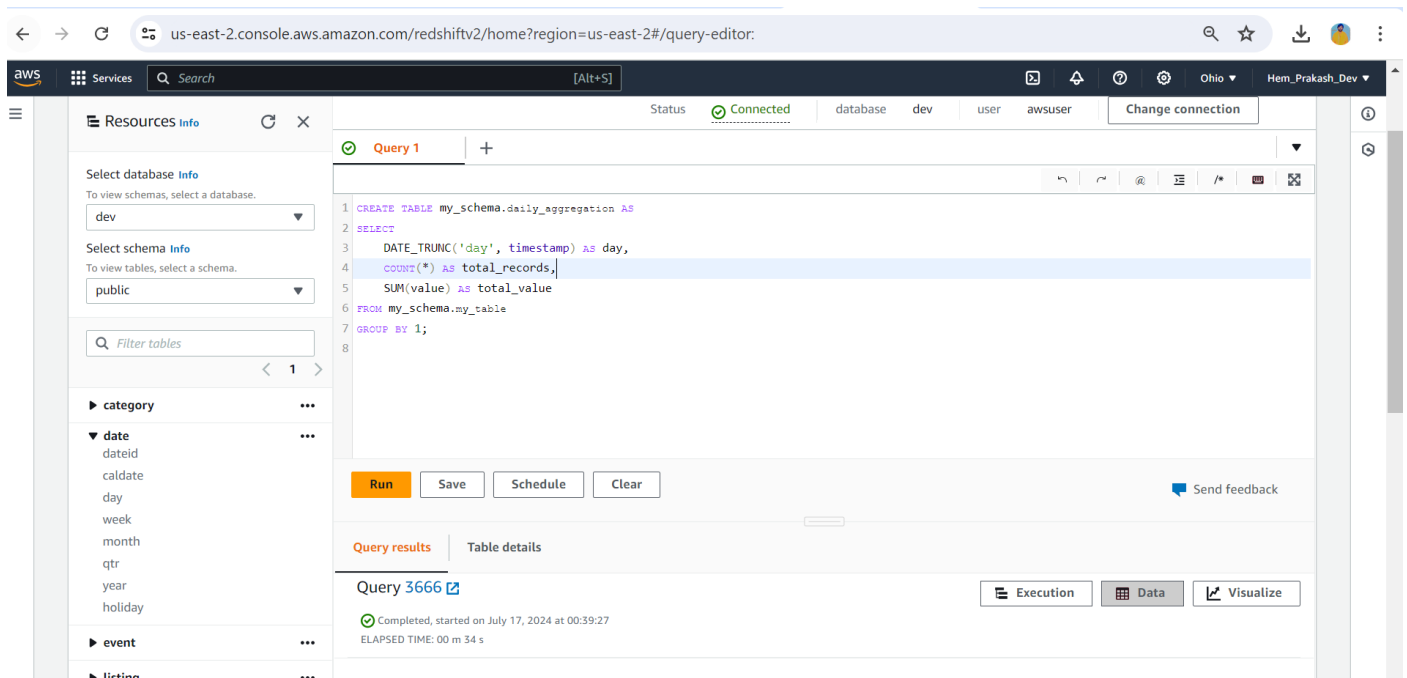 us-east-2.console.aws.amazon.com/redshiftv2/home?region=us-east-2#/query-editor:
aws Services Search [Alt+S] Ohio Hem_Prakash_Dev
Resources Info
Status Connected database dev user awsuser Change connection
Query 1 +
Select database Info
To view schemas, select a database.
dev
Select schema Info
To view tables, select a schema.
public
Filter tables
1
category
date
dateid
caldate
day
week
month
qtr
year
holiday
event
listing
@ /*
1 CREATE TABLE my_schema.daily_aggregation AS
2 SELECT
3 DATE_TRUNC('day', timestamp) AS day,
4 COUNT(*) AS total_records,
5 SUM(value) AS total_value
6 FROM my_schema.my_table
7 GROUP BY 1;
8
Run Save Schedule Clear
Send feedback
Query results Table details
Query 3666
Execution Data Visualize
Completed, started on July 17, 2024 at 00:39:27
ELAPSED TIME: 00 m 34 s